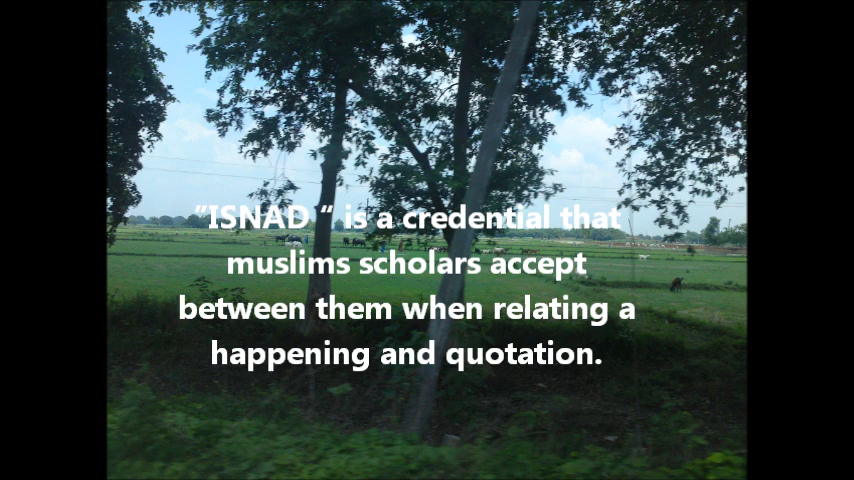 ”ISNAD “ is a credential that
muslims scholars accept
between them when relating a
happening and quotation.